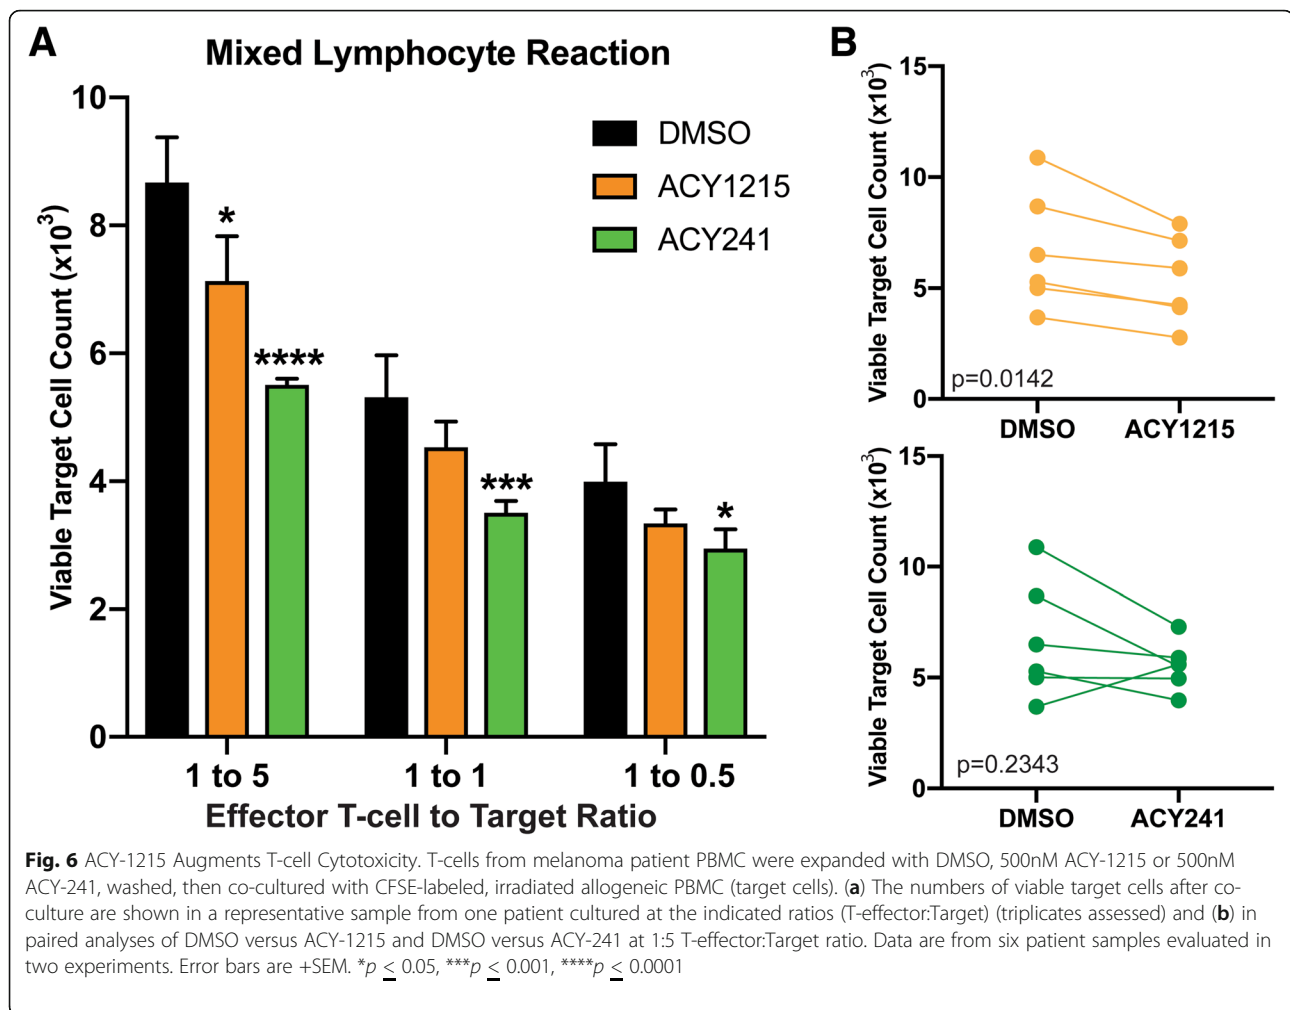 A
Mixed Lymphocyte Reaction
Viable Target Cell Count (x10³)
10
8
6
4
2
0
DMSO
ACY1215
ACY241
*
****
***
*
1 to 5
1 to 1
1 to 0.5
Effector T-cell to Target Ratio
B
Viable Target Cell Count (x10³)
15
10
5
0
p=0.0142
DMSO
ACY1215
Viable Target Cell Count (x10³)
15
10
5
0
p=0.2343
DMSO
ACY241
Fig. 6 ACY-1215 Augments T-cell Cytotoxicity. T-cells from melanoma patient PBMC were expanded with DMSO, 500nM ACY-1215 or 500nM
ACY-241, washed, then co-cultured with CFSE-labeled, irradiated allogeneic PBMC (target cells). (a) The numbers of viable target cells after co-
culture are shown in a representative sample from one patient cultured at the indicated ratios (T-effector:Target) (triplicates assessed) and (b) in
paired analyses of DMSO versus ACY-1215 and DMSO versus ACY-241 at 1:5 T-effector:Target ratio. Data are from six patient samples evaluated in
two experiments. Error bars are +SEM. *p ≤ 0.05, ***p ≤ 0.001, ****p ≤ 0.0001